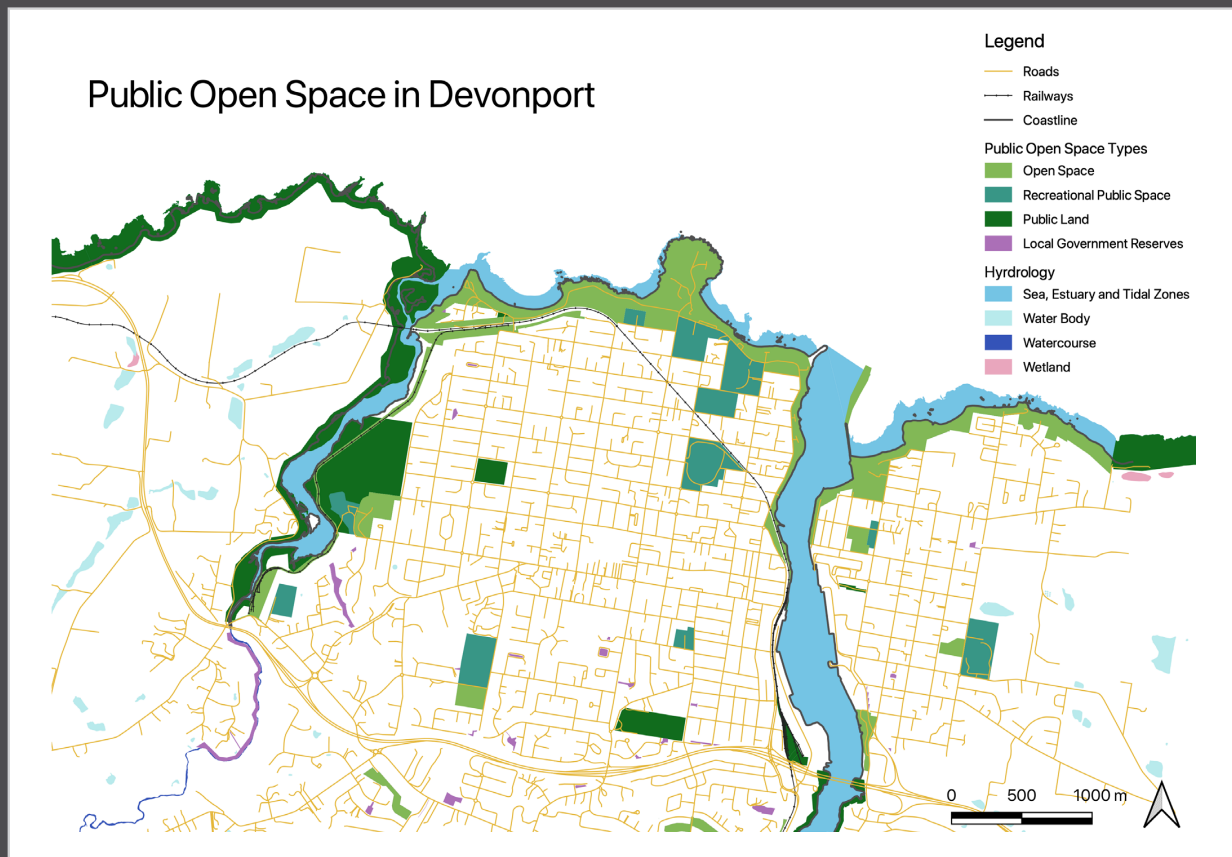 Public Open Space in Devonport
Legend
Roads
Railways
Coastline
Public Open Space Types
Open Space
Recreational Public Space
Public Land
Local Government Reserves
Hyrdrology
Sea, Estuary and Tidal Zones
Water Body
Watercourse
Wetland
0 500 1000 m